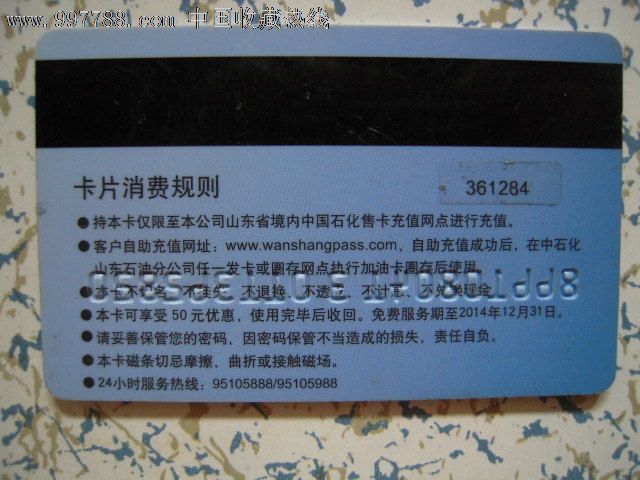 www.997788.com 中国收藏热线
卡片消费规则
361284
●持本卡仅限至本公司山东省境内中国石化售卡充值网点进行充值。
●客户自助充值网址：www.wanshangpass.com，自助充值成功后，在中石化
山东石油分公司任一发卡或圈存网点执行加油卡圈存后使用。
●本卡不记名、不挂失、不退换、不透支、不计息、不兑换现金。
●本卡可享受 50 元优惠，使用完毕后收回。免费服务期至2014年12月31日。
●请妥善保管您的密码，因密码保管不当造成的损失，责任自负。
●本卡磁条切忌摩擦、曲折或接触磁场。
●24小时服务热线：95105888/95105988